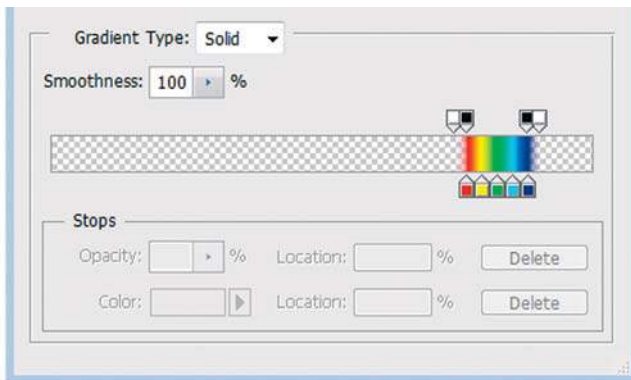 Gradient Type: Solid
Smoothness: 100 %
Stops
Opacity: % Location: % Delete
Color: Location: % Delete